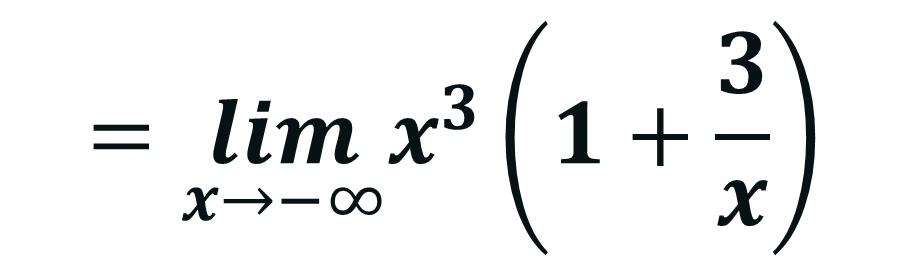 = lim x→−∞ x³ (1 + 3/x)